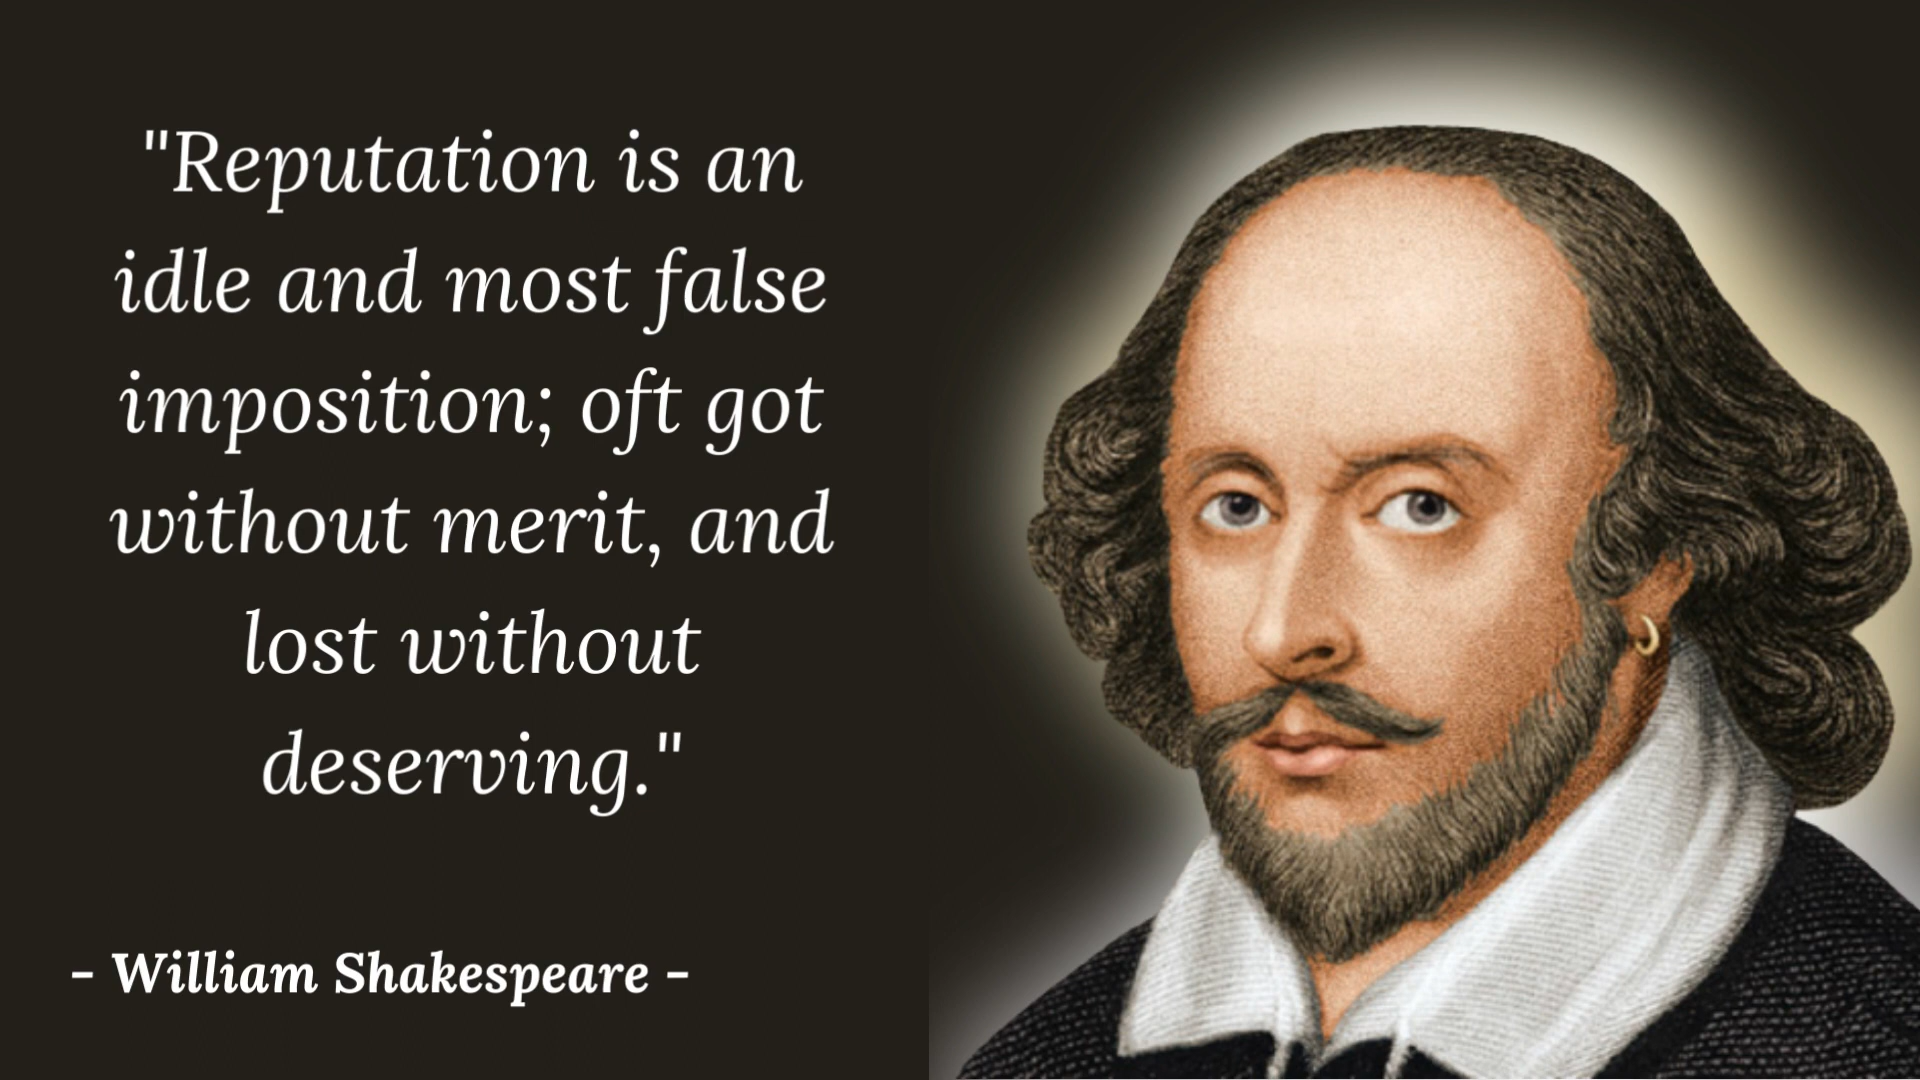 "Reputation is an
idle and most false
imposition; oft got
without merit, and
lost without
deserving."
- William Shakespeare -